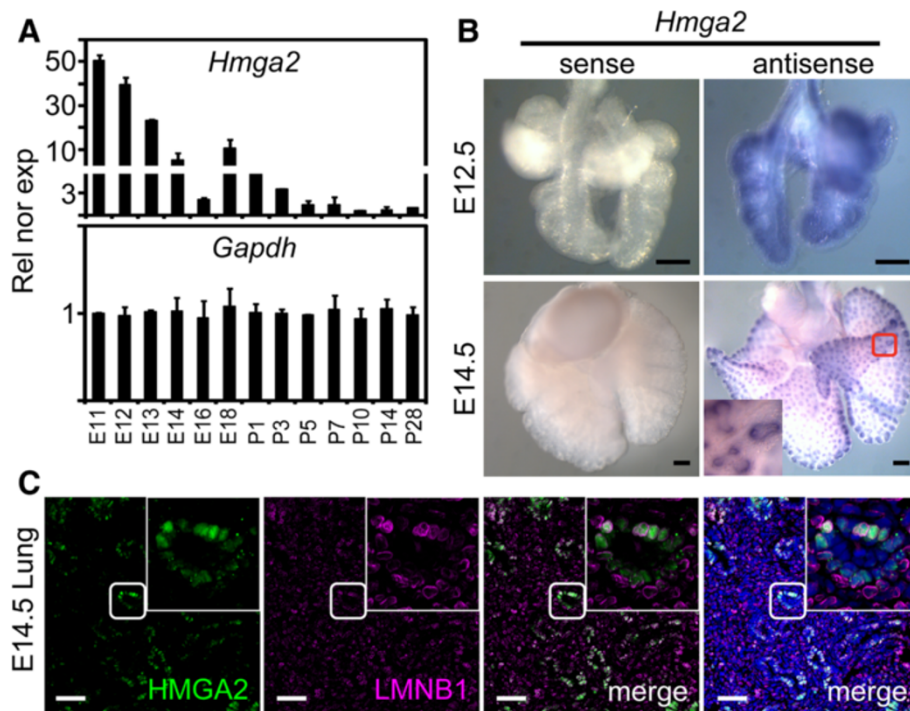 A
Hmga2
50
30
10
3
Rel nor exp
Gapdh
1
E11 E12 E13 E14 E16 E18 P1 P3 P5 P7 P10 P14 P28
B
Hmga2
sense antisense
E12.5
E14.5
C
E14.5 Lung
HMGA2 LMNB1 merge merge